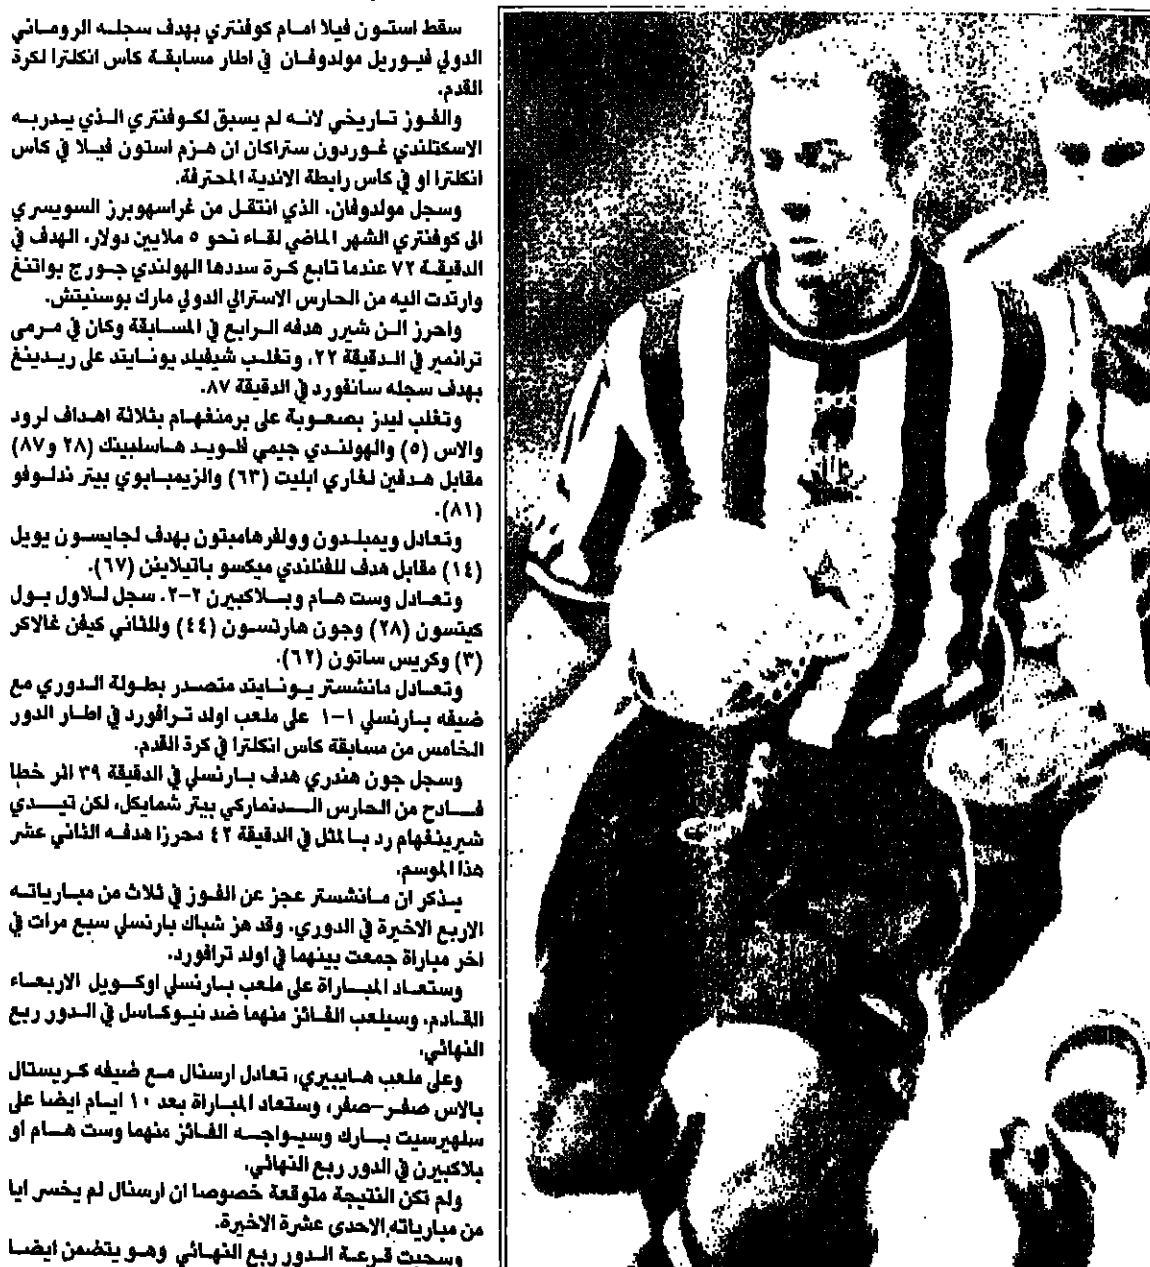 سقط استون فيلا امام كوفنتري بهدف سجله الروماني
الدولي فيوريل مولدوفان في اطار مسابقة كاس انكلترا لكرة
القدم.
والفوز تاريخي لانه لم يسبق لكوفنتري الذي يدربه
الاسكتلندي غوردون ستراكان ان هزم استون فيلا في كاس
انكلترا او في كاس رابطة الاندية المحترفة.
وسجل مولدوفان، الذي انتقل من غراسهوبرز السويسري
الى كوفنتري الشهر الماضي لقاء نحو ٥ ملايين دولار، الهدف في
الدقيقة ٧٢ عندما تابع كرة سددها الهولندي جورج بواتنغ
وارتدت اليه من الحارس الاسترالي الدولي مارك بوسنيتش.
واحرز الن شيرر هدفه الرابع في المسابقة وكان في مرمى
ترانمير في الدقيقة ٢٢، وتغلب شيفيلد يونايتد على ريدينغ
بهدف سجله سانفورد في الدقيقة ٨٧.
وتغلب ليدز بصعوبة على برمنغهام بثلاثة اهداف لرود
والاس (٥) والهولندي جيمي فلويد هاسلبينك (٢٨ و٨٧)
مقابل هدفين لغاري ابليت (٦٣) والزيمبابوي بيتر ندلوفو
(٨١).
وتعادل ويمبلدون وولفرهامبتون بهدف لجايسون يويل
(١٤) مقابل هدف للفنلندي ميكسو باتيلاينن (٦٧).
وتعادل وست هام وبلاكبيرن ٢-٢. سجل للاول بول
كيتسون (٢٨) وجون هارتسون (٤٤) وللثاني كيفن غالاكر
(٣) وكريس ساتون (٦٢).
وتعادل مانشستر يونايتد متصدر بطولة الدوري مع
ضيفه بارنسلي ١-١ على ملعب اولد ترافورد في اطار الدور
الخامس من مسابقة كاس انكلترا في كرة القدم.
وسجل جون هندري هدف بارنسلي في الدقيقة ٣٩ اثر خطا
فادح من الحارس الدنماركي بيتر شمايكل، لكن تيدي
شيرينغهام رد بالمثل في الدقيقة ٤٢ محرزا هدفه الثاني عشر
هذا الموسم.
يذكر ان مانشستر عجز عن الفوز في ثلاث من مبارياته
الاربع الاخيرة في الدوري، وقد هز شباك بارنسلي سبع مرات في
اخر مباراة جمعت بينهما في اولد ترافورد.
وستعاد المباراة على ملعب بارنسلي اوكويل الاربعاء
القادم، وسيلعب الفائز منهما ضد نيوكاسل في الدور ربع
النهائي.
وعلى ملعب هايبيري، تعادل ارسنال مع ضيفه كريستال
بالاس صفر-صفر، وستعاد المباراة بعد ١٠ ايام ايضا على
سلهيرسيت بارك وسيواجه الفائز منهما وست هام او
بلاكبيرن في الدور ربع النهائي.
ولم تكن النتيجة متوقعة خصوصا ان ارسنال لم يخسر ايا
من مبارياته الاحدى عشرة الاخيرة.
وسحبت قرعة الدور ربع النهائي وهو يتضمن ايضا